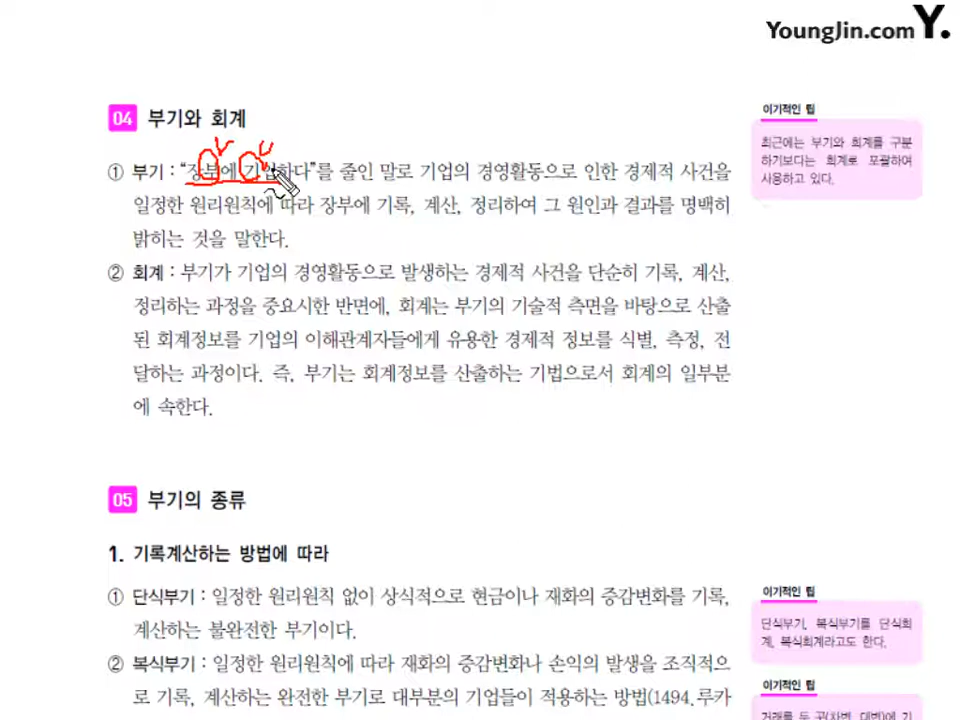 YoungJin.com Y.
04 부기와 회계
① 부기 : “장부에 기입하다”를 줄인 말로 기업의 경영활동으로 인한 경제적 사건을
일정한 원리원칙에 따라 장부에 기록, 계산, 정리하여 그 원인과 결과를 명백히
밝히는 것을 말한다.
② 회계 : 부기가 기업의 경영활동으로 발생하는 경제적 사건을 단순히 기록, 계산,
정리하는 과정을 중요시한 반면에, 회계는 부기의 기술적 측면을 바탕으로 산출
된 회계정보를 기업의 이해관계자들에게 유용한 경제적 정보를 식별, 측정, 전
달하는 과정이다. 즉, 부기는 회계정보를 산출하는 기법으로서 회계의 일부분
에 속한다.
이기적인 팁
최근에는 부기와 회계를 구분
하기보다는 회계로 포괄하여
사용하고 있다.
05 부기의 종류
1. 기록계산하는 방법에 따라
① 단식부기 : 일정한 원리원칙 없이 상식적으로 현금이나 재화의 증감변화를 기록,
계산하는 불완전한 부기이다.
② 복식부기 : 일정한 원리원칙에 따라 재화의 증감변화나 손익의 발생을 조직적으
로 기록, 계산하는 완전한 부기로 대부분의 기업들이 적용하는 방법(1494.루카
이기적인 팁
단식부기, 복식부기를 단식회
계, 복식회계라고도 한다.
이기적인 팁
거래를 두 곳(차변, 대변)에 기